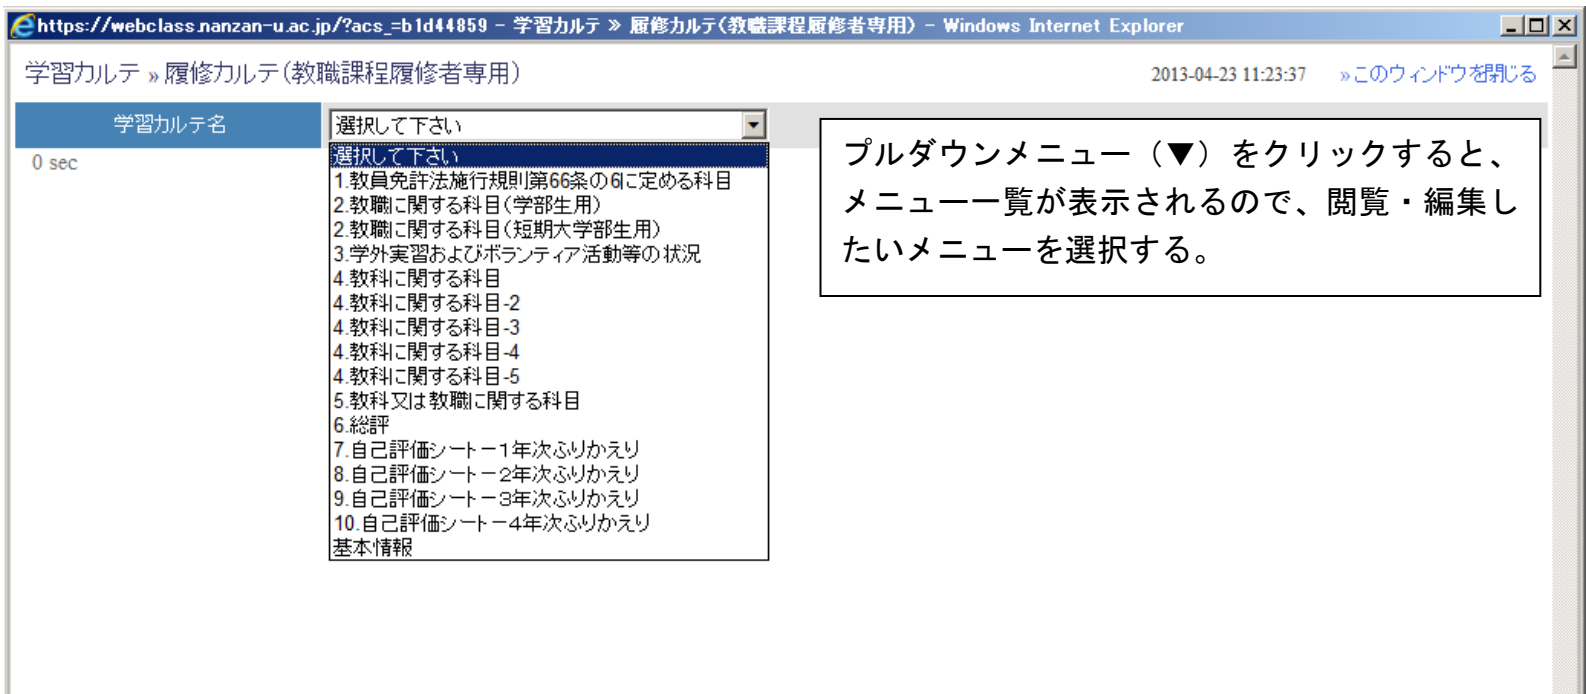 https://webclass.nanzan-u.ac.jp/?acs_=b1d44859 - 学習カルテ » 履修カルテ(教職課程履修者専用) - Windows Internet Explorer
学習カルテ » 履修カルテ(教職課程履修者専用)
2013-04-23 11:23:37 »このウィンドウを閉じる
学習カルテ名
選択して下さい
0 sec
選択して下さい
1.教員免許法施行規則第66条の6に定める科目
2.教職に関する科目(学部生用)
2.教職に関する科目(短期大学部生用)
3.学外実習およびボランティア活動等の状況
4.教科に関する科目
4.教科に関する科目-2
4.教科に関する科目-3
4.教科に関する科目-4
4.教科に関する科目-5
5.教科又は教職に関する科目
6.総評
7.自己評価シートー1年次ふりかえり
8.自己評価シートー2年次ふりかえり
9.自己評価シートー3年次ふりかえり
10.自己評価シートー4年次ふりかえり
基本情報
プルダウンメニュー（▼）をクリックすると、
メニュー一覧が表示されるので、閲覧・編集し
たいメニューを選択する。